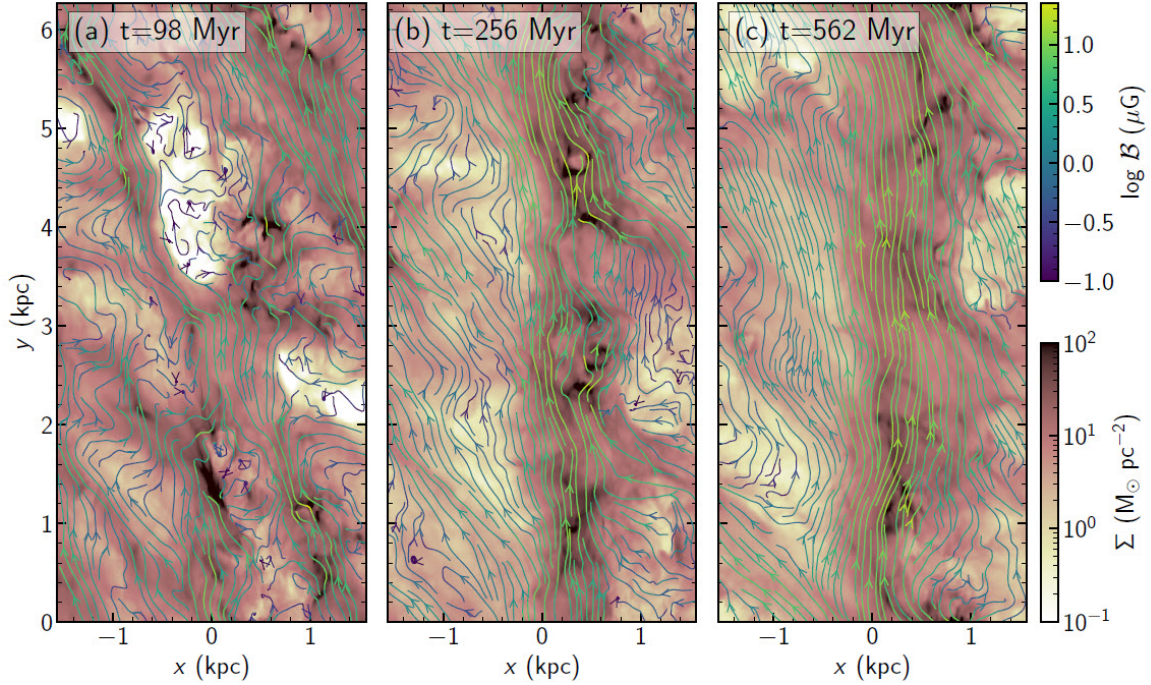 (a) t=98 Myr
(b) t=256 Myr
(c) t=562 Myr
6
5
4
3
2
1
0
y (kpc)
−1 0 1
−1 0 1
−1 0 1
x (kpc)
x (kpc)
x (kpc)
1.0
0.5
0.0
−0.5
−1.0
log ℬ (μG)
10²
10¹
10⁰
10⁻¹
Σ (M⊙ pc⁻²)